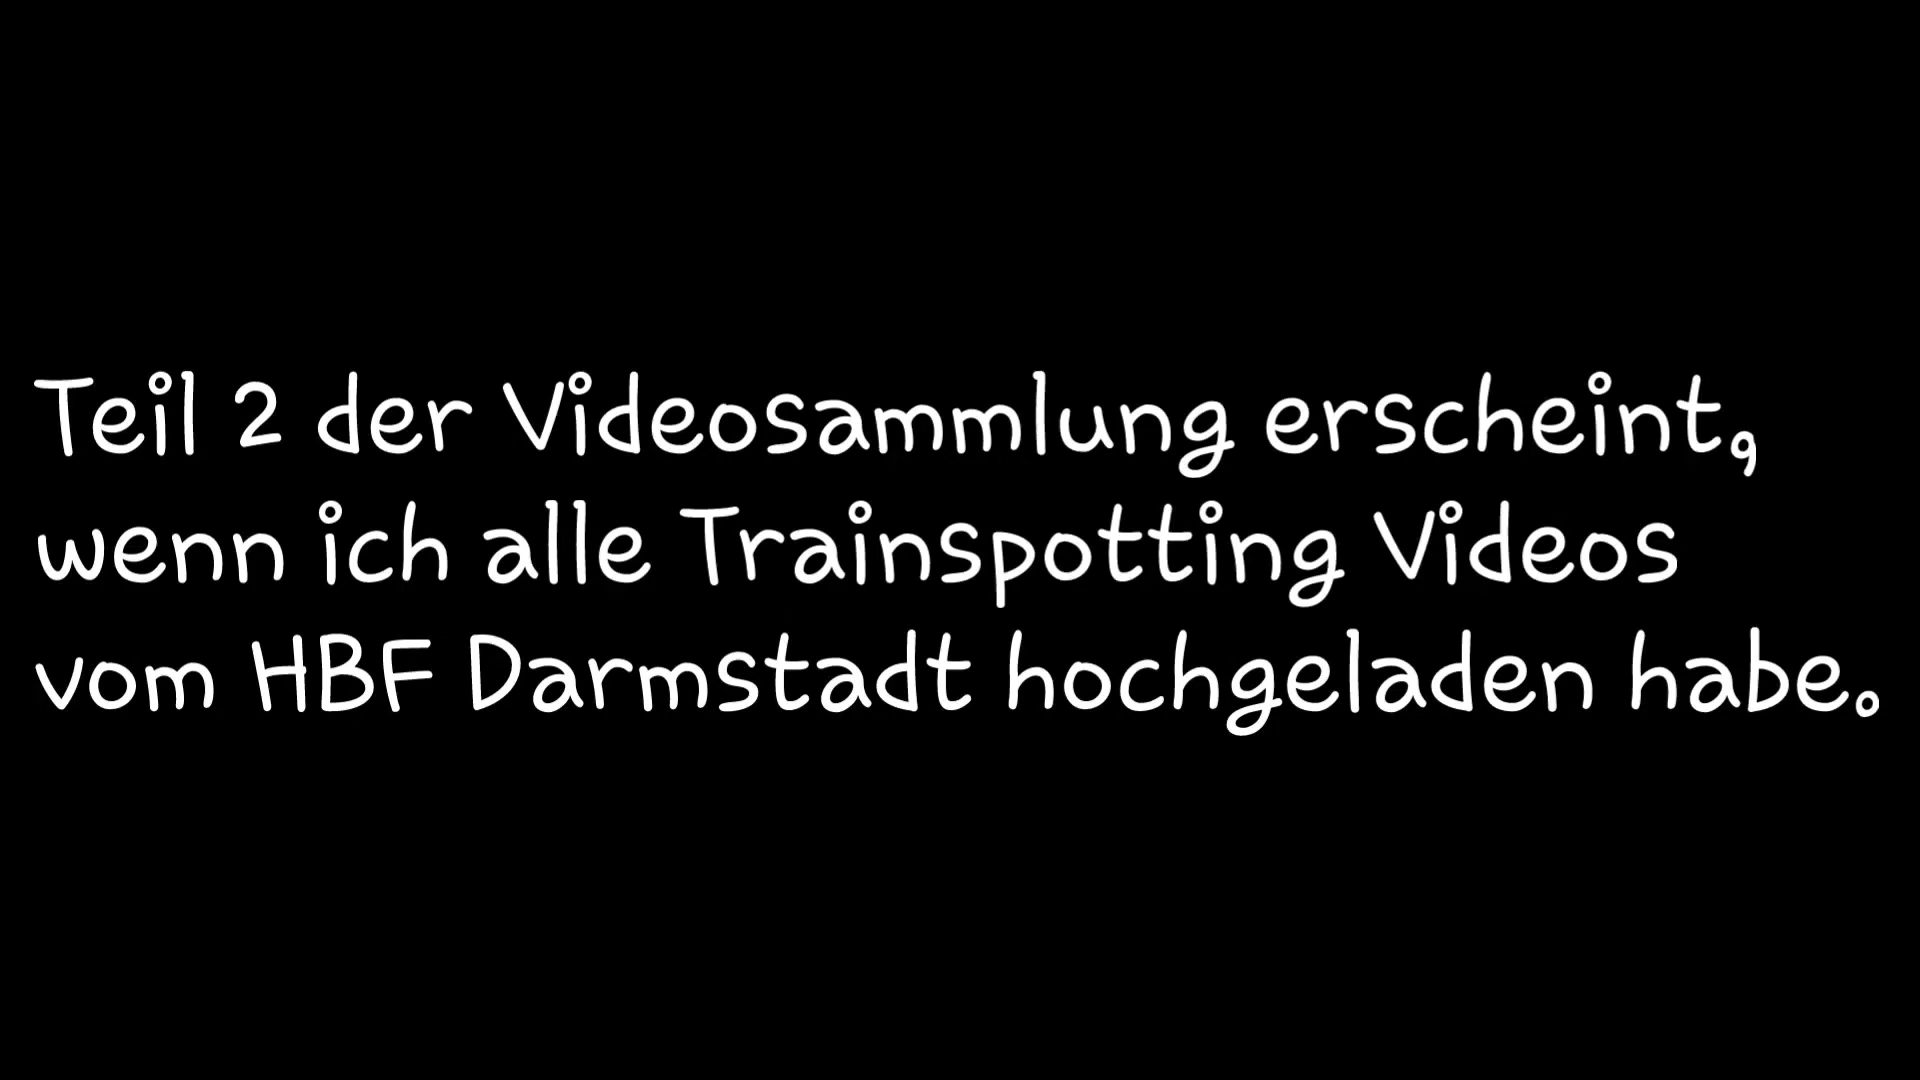 Teil 2 der Videosammlung erscheint,
wenn ich alle Trainspotting Videos
vom HBF Darmstadt hochgeladen habe.